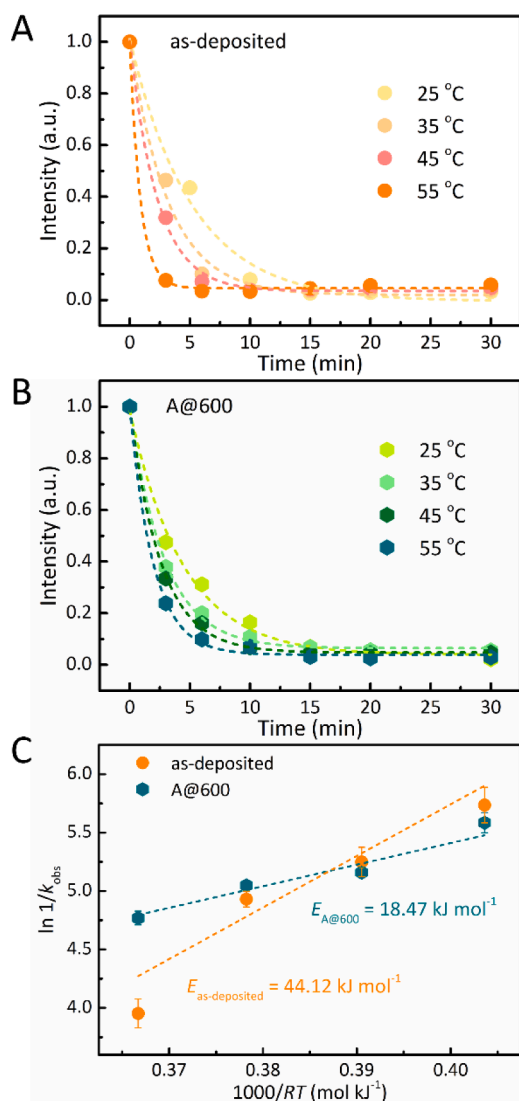 A
as-deposited
25 °C
35 °C
45 °C
55 °C
Intensity (a.u.)
1.0
0.8
0.6
0.4
0.2
0.0
0 5 10 15 20 25 30
Time (min)
B
A@600
25 °C
35 °C
45 °C
55 °C
Intensity (a.u.)
1.0
0.8
0.6
0.4
0.2
0.0
0 5 10 15 20 25 30
Time (min)
C
as-deposited
A@600
ln 1/kobs
6.0
5.5
5.0
4.5
4.0
EA@600 = 18.47 kJ mol⁻¹
Eas-deposited = 44.12 kJ mol⁻¹
0.37 0.38 0.39 0.40
1000/RT (mol kJ⁻¹)